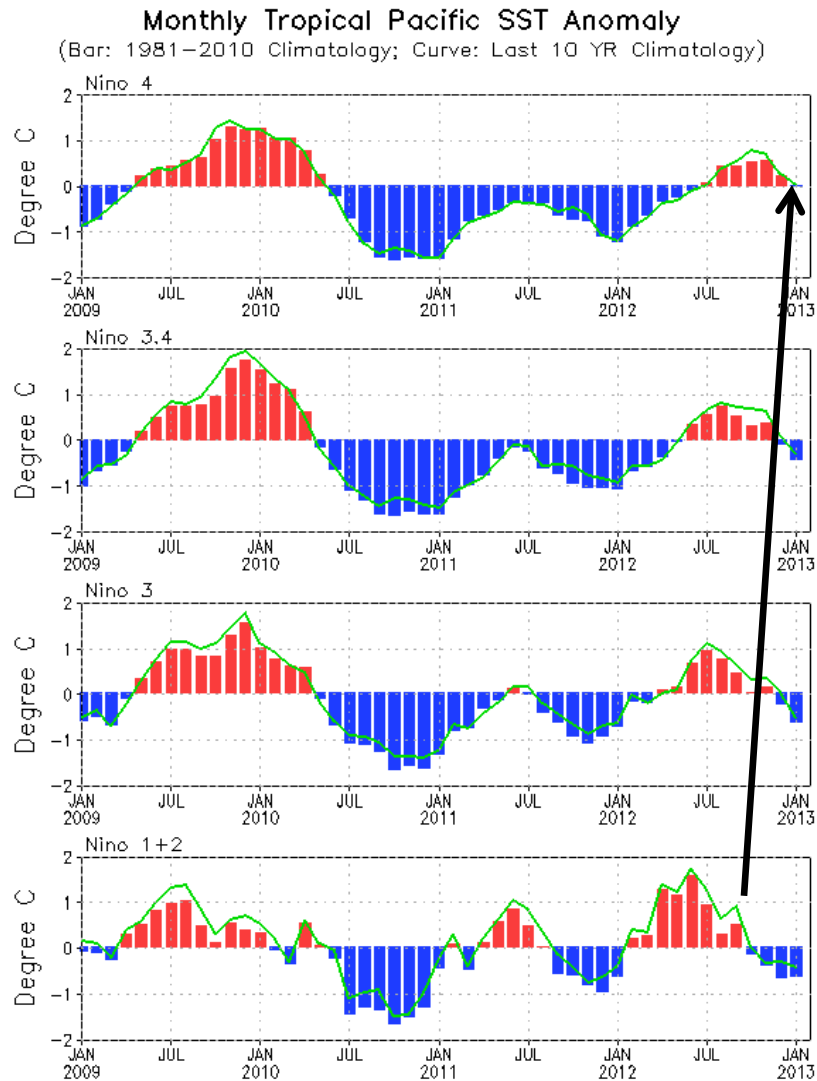 Monthly Tropical Pacific SST Anomaly
(Bar: 1981-2010 Climatology; Curve: Last 10 YR Climatology)
Nino 4
Degree C
2
1
0
-1
-2
JAN JUL JAN JUL JAN JUL JAN JUL JAN
2009 2010 2011 2012 2013
Nino 3.4
Degree C
2
1
0
-1
-2
JAN JUL JAN JUL JAN JUL JAN JUL JAN
2009 2010 2011 2012 2013
Nino 3
Degree C
2
1
0
-1
-2
JAN JUL JAN JUL JAN JUL JAN JUL JAN
2009 2010 2011 2012 2013
Nino 1+2
Degree C
2
1
0
-1
-2
JAN JUL JAN JUL JAN JUL JAN JUL JAN
2009 2010 2011 2012 2013